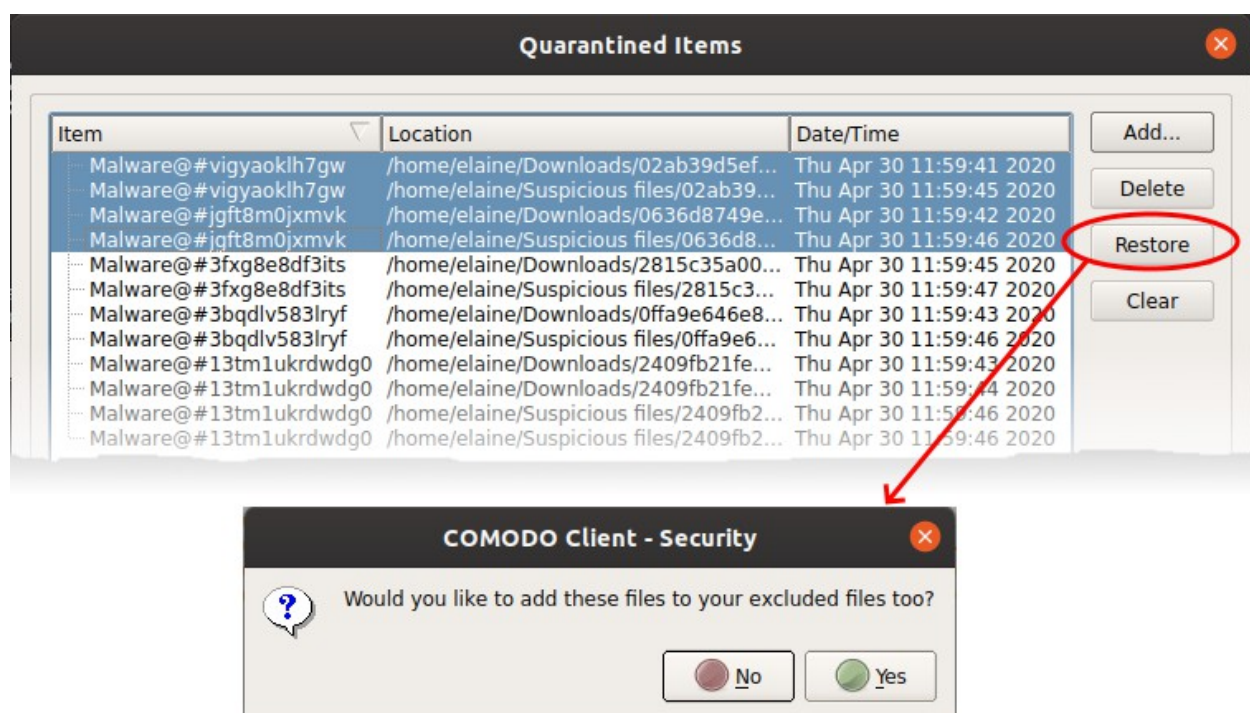 Quarantined Items
Item Location Date/Time Add...
Malware@#vigyaoklh7gw /home/elaine/Downloads/02ab39d5ef... Thu Apr 30 11:59:41 2020
Malware@#vigyaoklh7gw /home/elaine/Suspicious files/02ab39... Thu Apr 30 11:59:45 2020 Delete
Malware@#jgft8m0jxmvk /home/elaine/Downloads/0636d8749e... Thu Apr 30 11:59:42 2020
Malware@#jgft8m0jxmvk /home/elaine/Suspicious files/0636d8... Thu Apr 30 11:59:46 2020 Restore
Malware@#3fxg8e8df3its /home/elaine/Downloads/2815c35a00... Thu Apr 30 11:59:45 2020
Malware@#3fxg8e8df3its /home/elaine/Suspicious files/2815c3... Thu Apr 30 11:59:47 2020 Clear
Malware@#3bqdlv583lryf /home/elaine/Downloads/0ffa9e646e8... Thu Apr 30 11:59:43 2020
Malware@#3bqdlv583lryf /home/elaine/Suspicious files/0ffa9e6... Thu Apr 30 11:59:46 2020
Malware@#13tm1ukrdwdg0 /home/elaine/Downloads/2409fb21fe... Thu Apr 30 11:59:43 2020
Malware@#13tm1ukrdwdg0 /home/elaine/Downloads/2409fb21fe... Thu Apr 30 11:59:44 2020
Malware@#13tm1ukrdwdg0 /home/elaine/Suspicious files/2409fb2... Thu Apr 30 11:59:46 2020
Malware@#13tm1ukrdwdg0 /home/elaine/Suspicious files/2409fb2... Thu Apr 30 11:59:46 2020
COMODO Client - Security
Would you like to add these files to your excluded files too?
No Yes